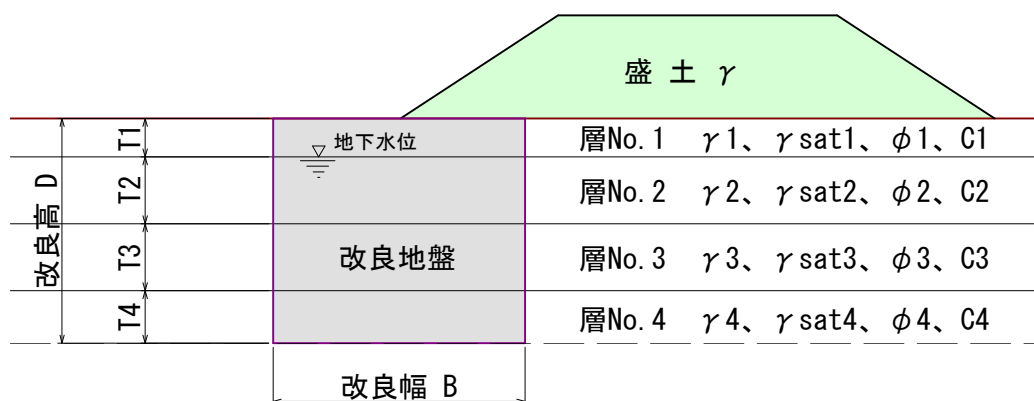 盛 土 γ
地下水位
層No.1 γ1、γsat1、φ1、C1
層No.2 γ2、γsat2、φ2、C2
層No.3 γ3、γsat3、φ3、C3
層No.4 γ4、γsat4、φ4、C4
改良高 D
T1
T2
T3
T4
改良地盤
改良幅 B